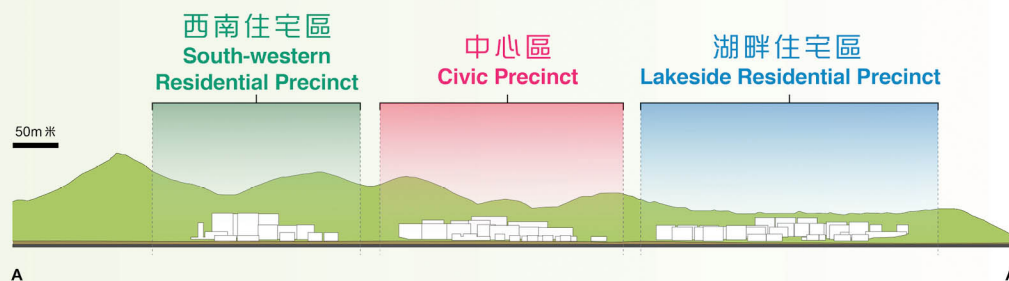 西南住宅區
South-western
Residential Precinct
中心區
Civic Precinct
湖畔住宅區
Lakeside Residential Precinct
50m 米
A